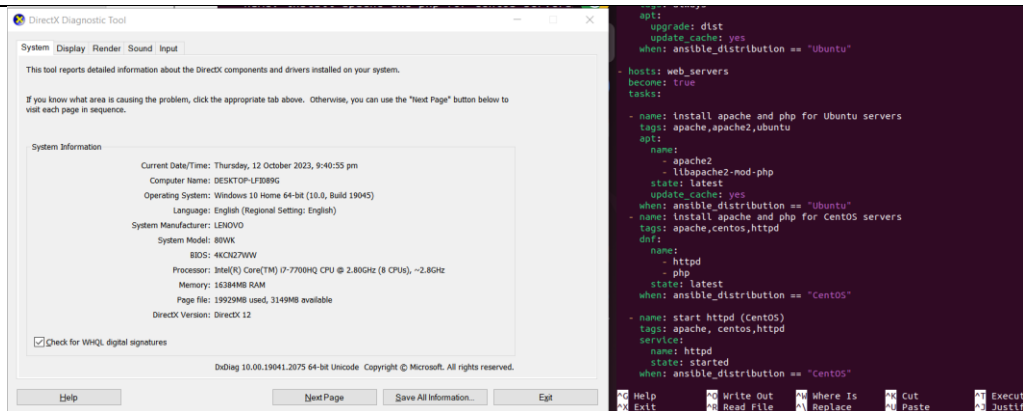 DirectX Diagnostic Tool
System Display Render Sound Input
This tool reports detailed information about the DirectX components and drivers installed on your system.
If you know what area is causing the problem, click the appropriate tab above.  Otherwise, you can use the "Next Page" button below to
visit each page in sequence.
System Information
Current Date/Time: Thursday, 12 October 2023, 9:40:55 pm
Computer Name: DESKTOP-LFI089G
Operating System: Windows 10 Home 64-bit (10.0, Build 19045)
Language: English (Regional Setting: English)
System Manufacturer: LENOVO
System Model: 80WK
BIOS: 4KCN27WW
Processor: Intel(R) Core(TM) i7-7700HQ CPU @ 2.80GHz (8 CPUs), ~2.8GHz
Memory: 16384MB RAM
Page file: 19929MB used, 3149MB available
DirectX Version: DirectX 12
Check for WHQL digital signatures
DxDiag 10.00.19041.2075 64-bit Unicode  Copyright © Microsoft. All rights reserved.
Help
Next Page
Save All Information...
Exit
apt:
upgrade: dist
update_cache: yes
when: ansible_distribution == "Ubuntu"
- hosts: web_servers
become: true
tasks:
- name: install apache and php for Ubuntu servers
tags: apache,apache2,ubuntu
apt:
name:
- apache2
- libapache2-mod-php
state: latest
update_cache: yes
when: ansible_distribution == "Ubuntu"
- name: install apache and php for CentOS servers
tags: apache,centos,httpd
dnf:
name:
- httpd
- php
state: latest
when: ansible_distribution == "CentOS"
- name: start httpd (CentOS)
tags: apache, centos,httpd
service:
name: httpd
state: started
when: ansible_distribution == "CentOS"
^G Help ^O Write Out ^W Where Is ^K Cut ^T Execut
^X Exit ^R Read File ^\ Replace ^U Paste ^J Justif